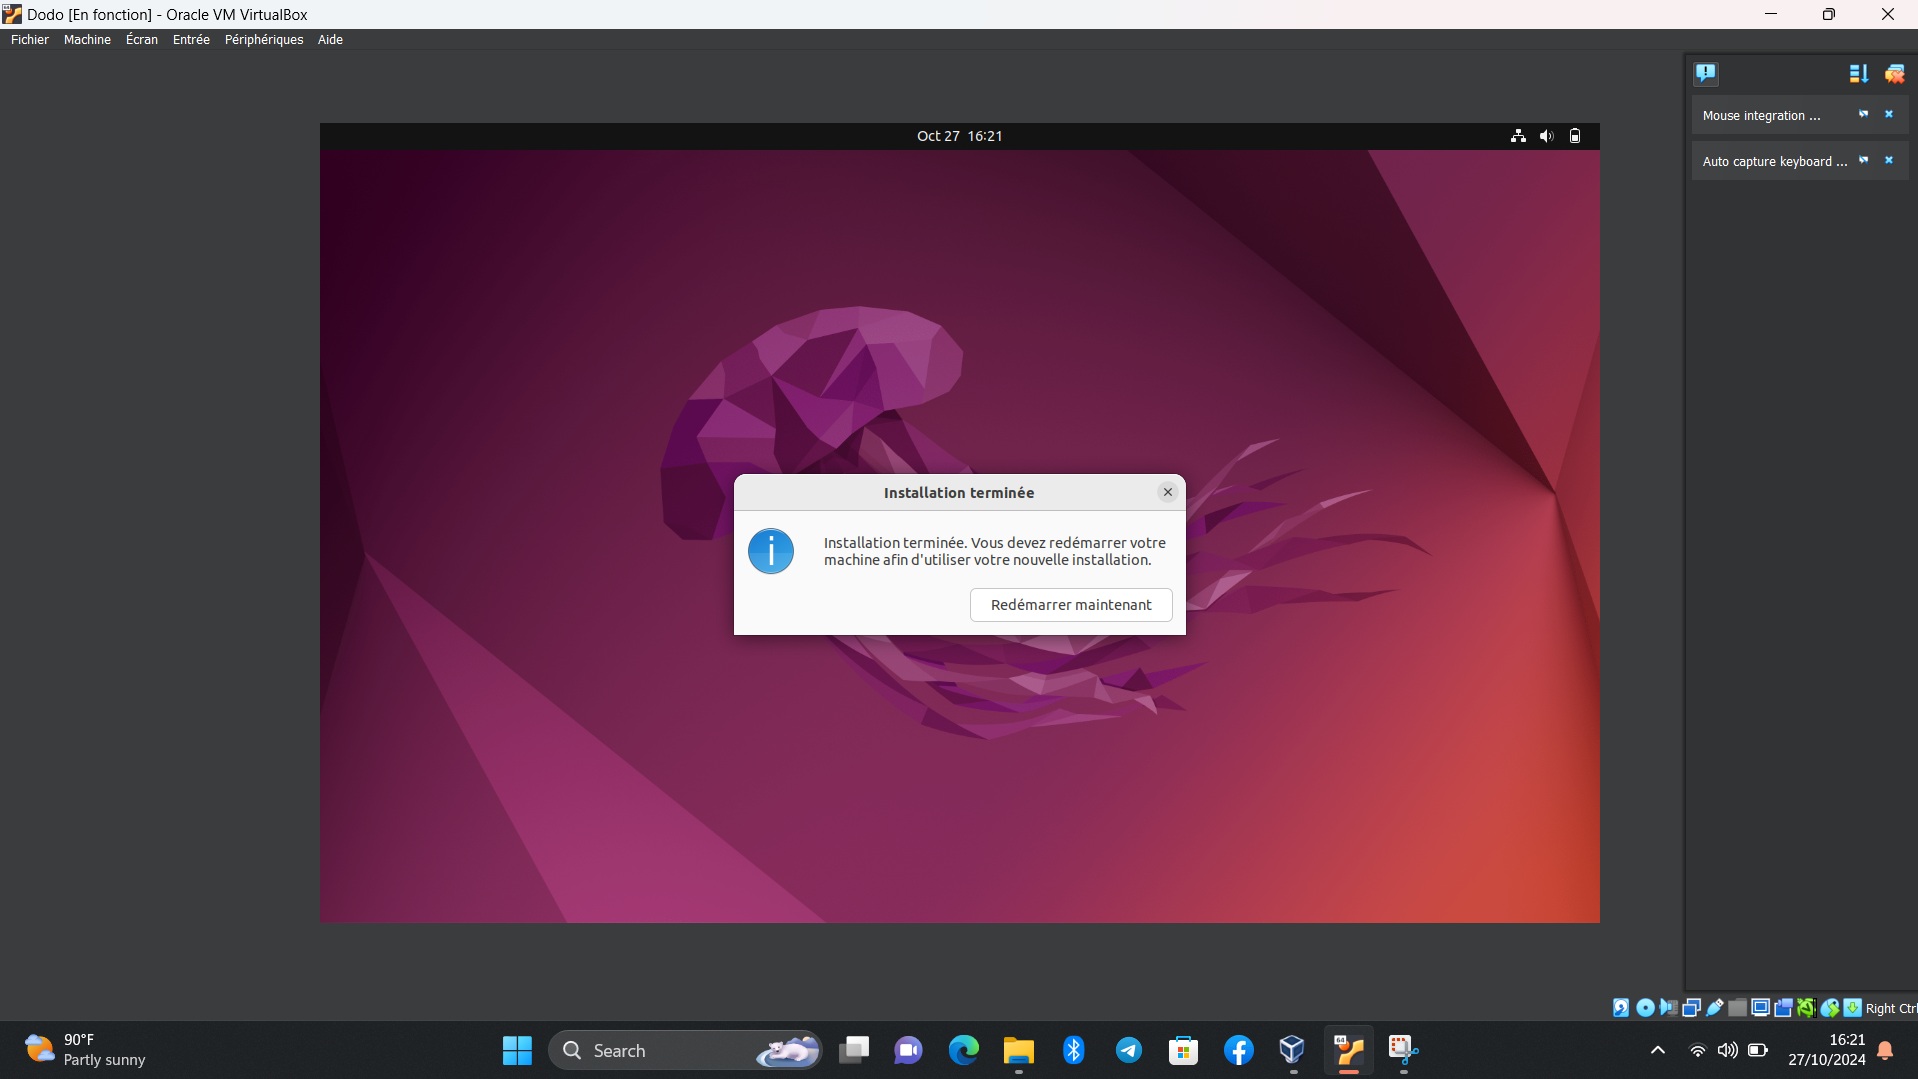 Dodo [En fonction] - Oracle VM VirtualBox
Fichier Machine Écran Entrée Périphériques Aide
Mouse integration ...
Auto capture keyboard ...
Oct 27 16:21
Installation terminée
Installation terminée. Vous devez redémarrer votre
machine afin d'utiliser votre nouvelle installation.
Redémarrer maintenant
Right Ctrl
90°F
Partly sunny
Search
64
16:21
27/10/2024